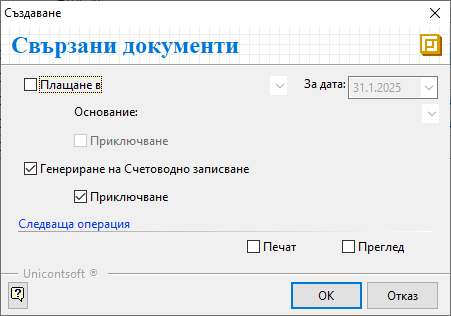 Създаване
Свързани документи
Плащане в За дата: 31.1.2025
Основание:
Приключване
Генериране на Счетоводно записване
Приключване
Следваща операция
Печат Преглед
Unicontsoft ®
? OK Отказ